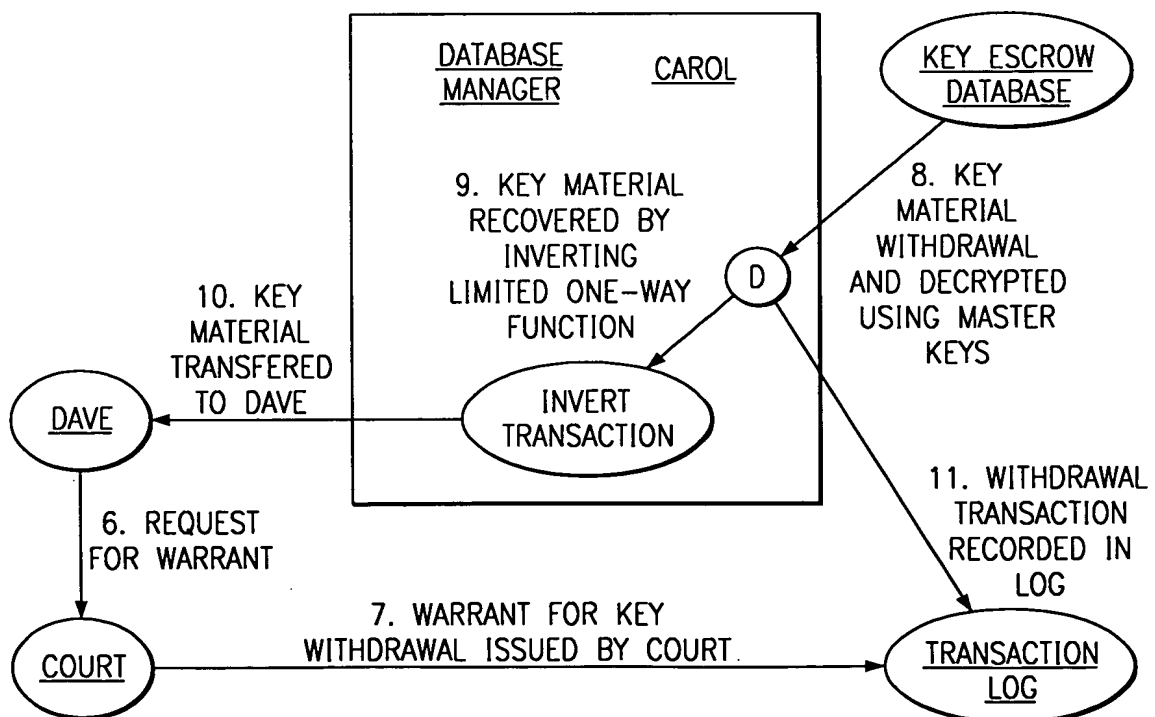 DATABASE
MANAGER
CAROL
KEY ESCROW
DATABASE
9. KEY MATERIAL
RECOVERED BY
INVERTING
LIMITED ONE-WAY
FUNCTION
8. KEY
MATERIAL
WITHDRAWAL
AND DECRYPTED
USING MASTER
KEYS
D
10. KEY
MATERIAL
TRANSFERED
TO DAVE
DAVE
INVERT
TRANSACTION
6. REQUEST
FOR WARRANT
11. WITHDRAWAL
TRANSACTION
RECORDED IN
LOG
7. WARRANT FOR KEY
WITHDRAWAL ISSUED BY COURT.
COURT
TRANSACTION
LOG